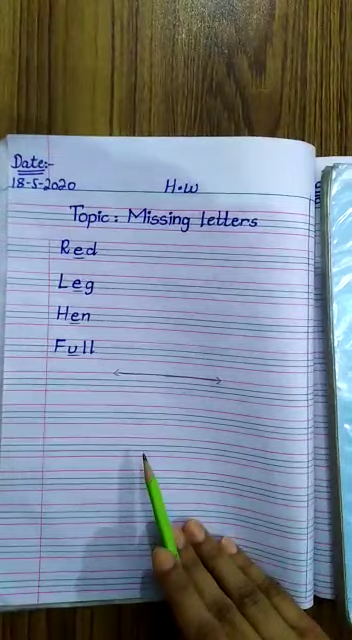 Date:-
18-5-2020 H.W
Topic: Missing letters
Red
Leg
Hen
Full